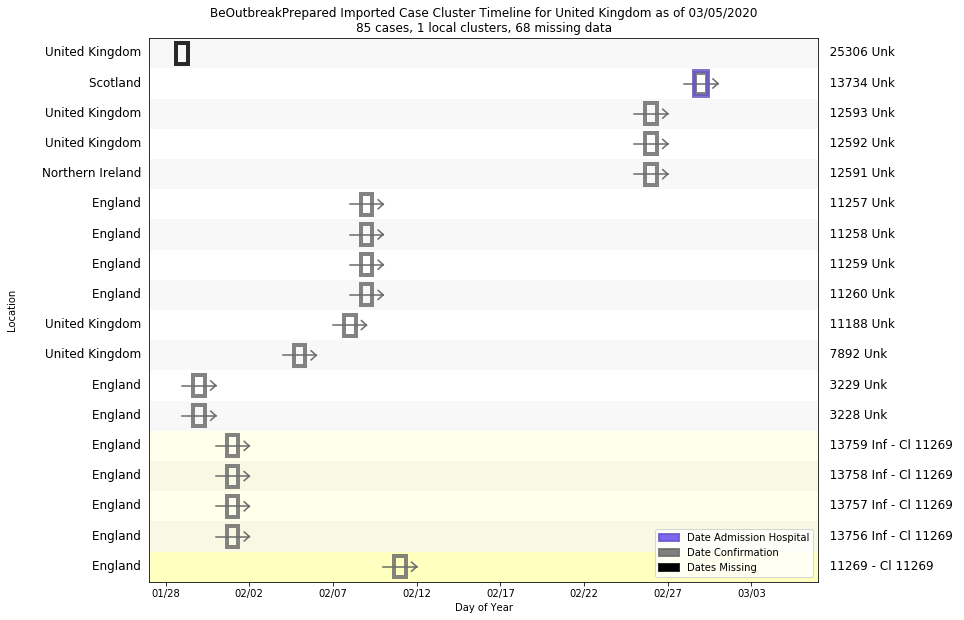 BeOutbreakPrepared Imported Case Cluster Timeline for United Kingdom as of 03/05/2020
85 cases, 1 local clusters, 68 missing data
United Kingdom 25306 Unk
Scotland 13734 Unk
United Kingdom 12593 Unk
United Kingdom 12592 Unk
Northern Ireland 12591 Unk
England 11257 Unk
England 11258 Unk
England 11259 Unk
England 11260 Unk
United Kingdom 11188 Unk
United Kingdom 7892 Unk
England 3229 Unk
England 3228 Unk
England 13759 Inf - Cl 11269
England 13758 Inf - Cl 11269
England 13757 Inf - Cl 11269
England 13756 Inf - Cl 11269
England 11269 - Cl 11269
Location
Date Admission Hospital
Date Confirmation
Dates Missing
01/28 02/02 02/07 02/12 02/17 02/22 02/27 03/03
Day of Year